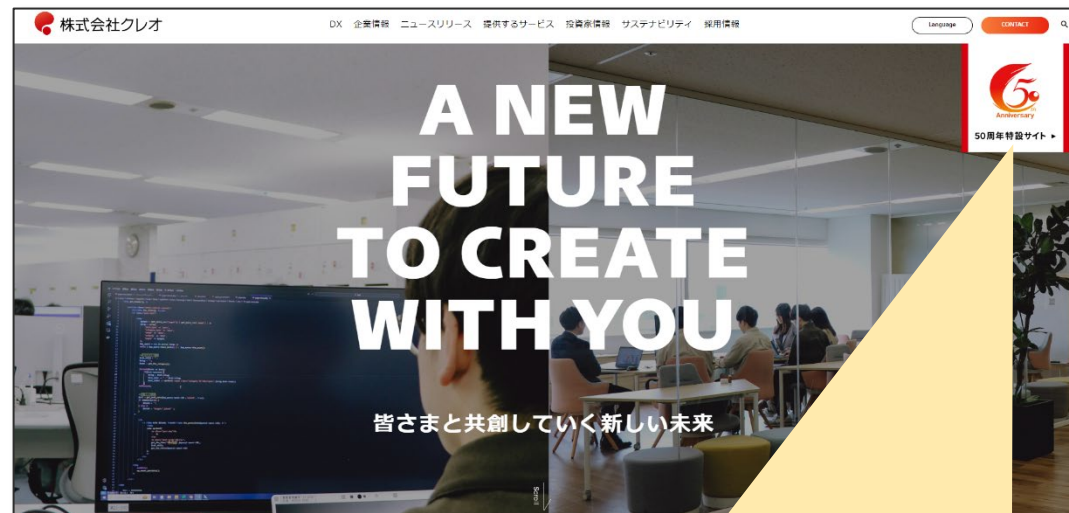 株式会社クレオ
DX 企業情報 ニュースリリース 提供するサービス 投資家情報 サステナビリティ 採用情報
Language
CONTACT
50th
Anniversary
50周年特設サイト
A NEW
FUTURE
TO CREATE
WITH YOU
皆さまと共創していく新しい未来
Scroll